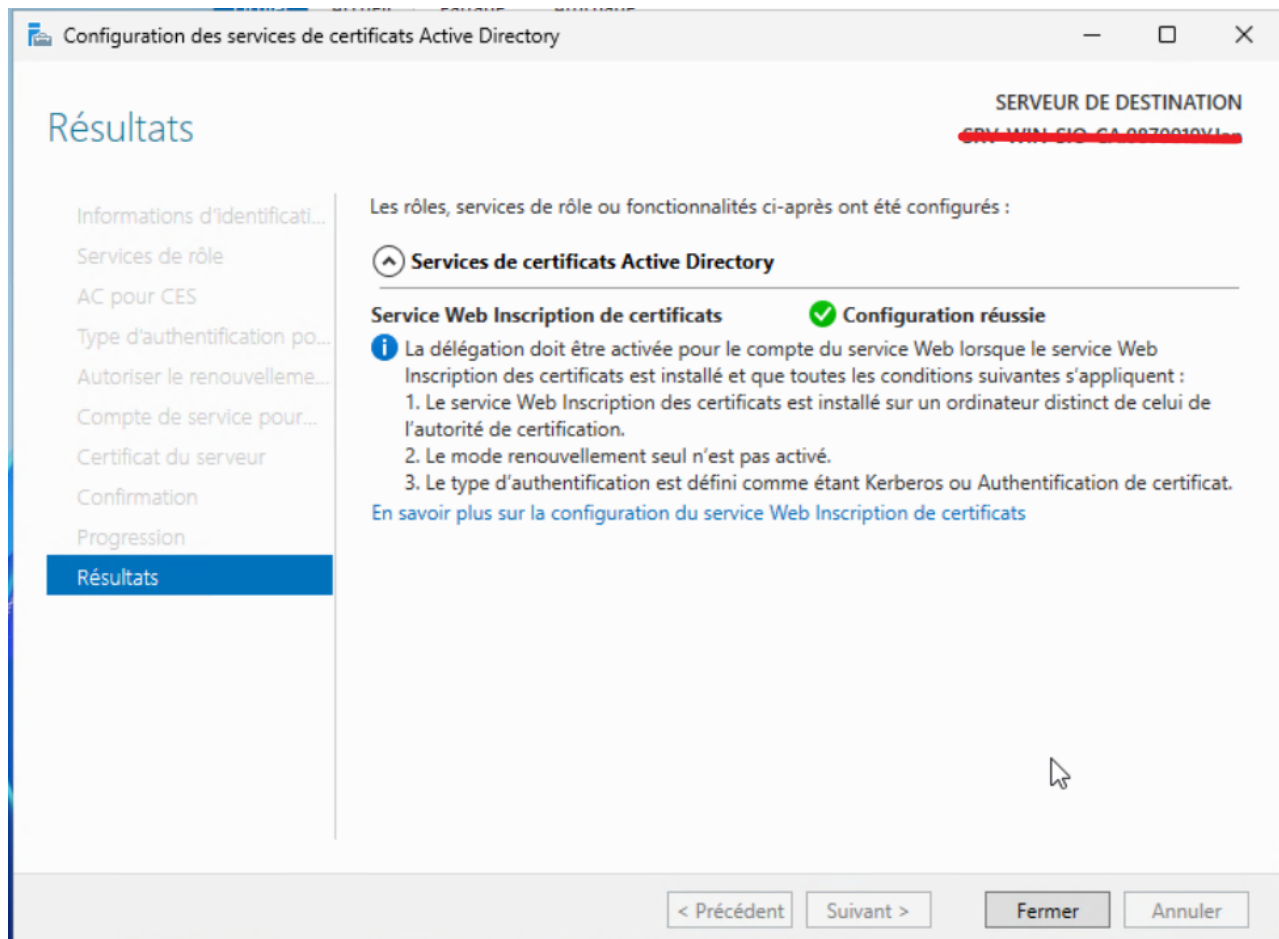 Configuration des services de certificats Active Directory
SERVEUR DE DESTINATION
Résultats
Informations d'identificati...
Services de rôle
AC pour CES
Type d'authentification po...
Autoriser le renouvelleme...
Compte de service pour...
Certificat du serveur
Confirmation
Progression
Résultats
Les rôles, services de rôle ou fonctionnalités ci-après ont été configurés :
Services de certificats Active Directory
Service Web Inscription de certificats Configuration réussie
La délégation doit être activée pour le compte du service Web lorsque le service Web
Inscription des certificats est installé et que toutes les conditions suivantes s'appliquent :
1. Le service Web Inscription des certificats est installé sur un ordinateur distinct de celui de
l'autorité de certification.
2. Le mode renouvellement seul n'est pas activé.
3. Le type d'authentification est défini comme étant Kerberos ou Authentification de certificat.
En savoir plus sur la configuration du service Web Inscription de certificats
< Précédent Suivant > Fermer Annuler